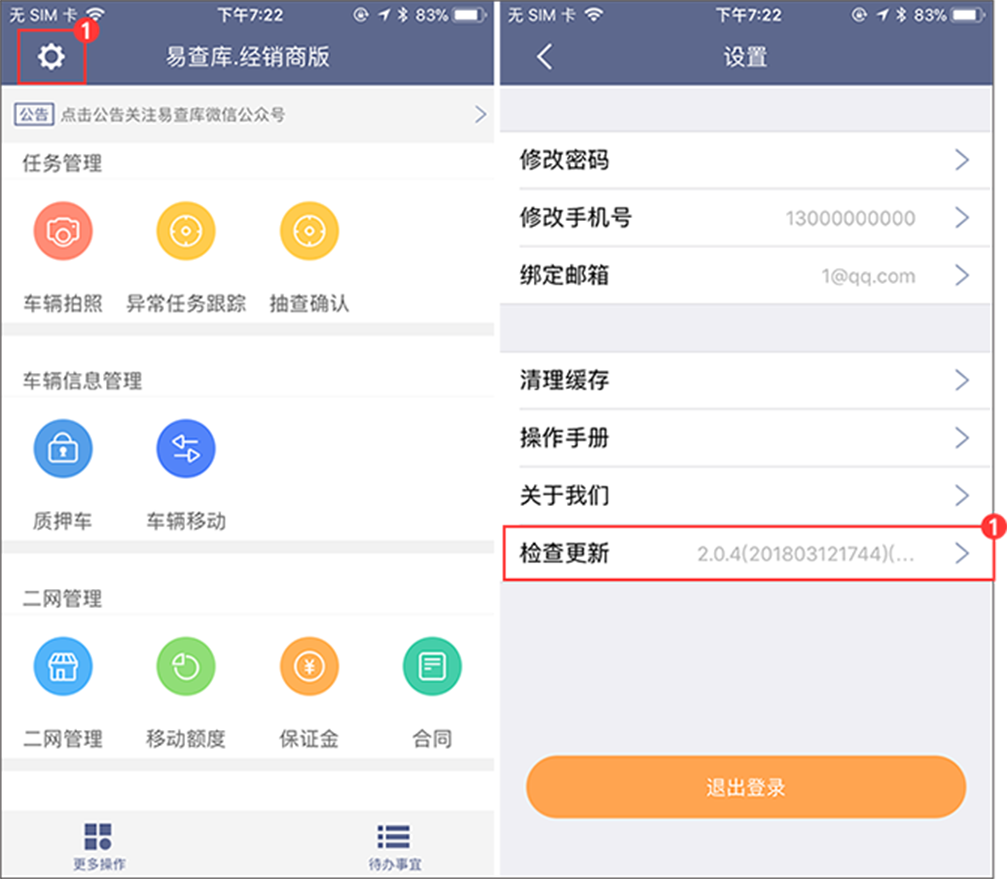 无 SIM 卡 下午7:22 83%
1
易查库.经销商版
公告 点击公告关注易查库微信公众号
任务管理
车辆拍照 异常任务跟踪 抽查确认
车辆信息管理
质押车 车辆移动
二网管理
¥
二网管理 移动额度 保证金 合同
更多操作 待办事宜
无 SIM 卡 下午7:22 83%
设置
修改密码
修改手机号 13000000000
绑定邮箱 1@qq.com
清理缓存
操作手册
关于我们
1
检查更新 2.0.4(201803121744)(...
退出登录